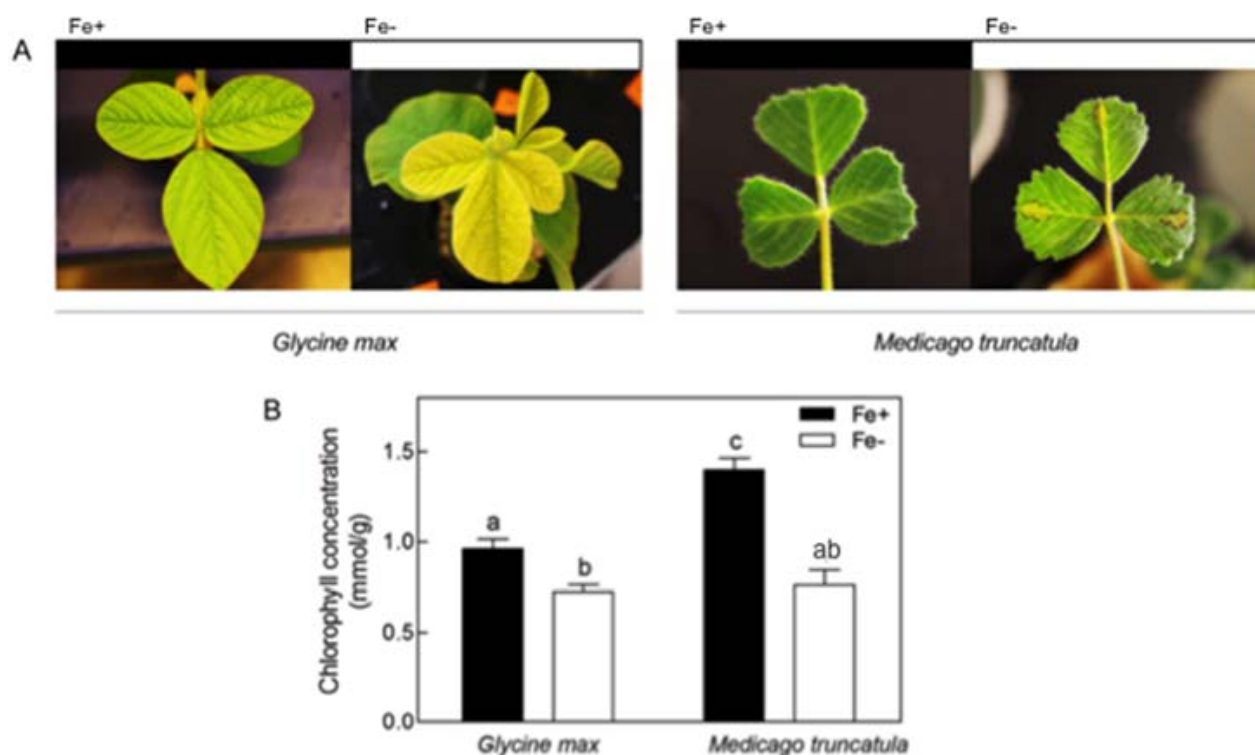 Fe+ Fe- Fe+ Fe-
A
Glycine max Medicago truncatula
B
Fe+
Fe-
Chlorophyll concentration
(mmol/g)
1.5
1.0
0.5
0.0
a
b
c
ab
Glycine max Medicago truncatula